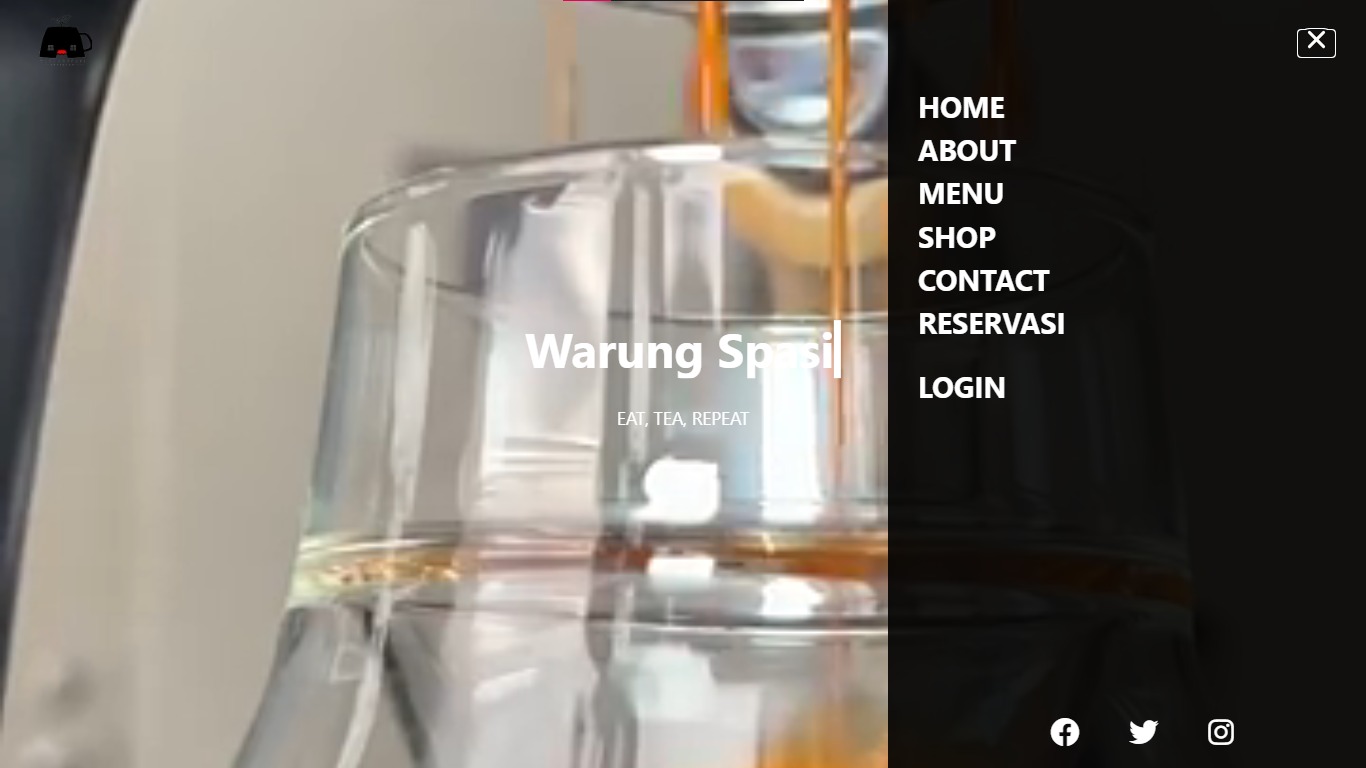 HOME
ABOUT
MENU
SHOP
CONTACT
RESERVASI
LOGIN
Warung Spasi
EAT, TEA, REPEAT